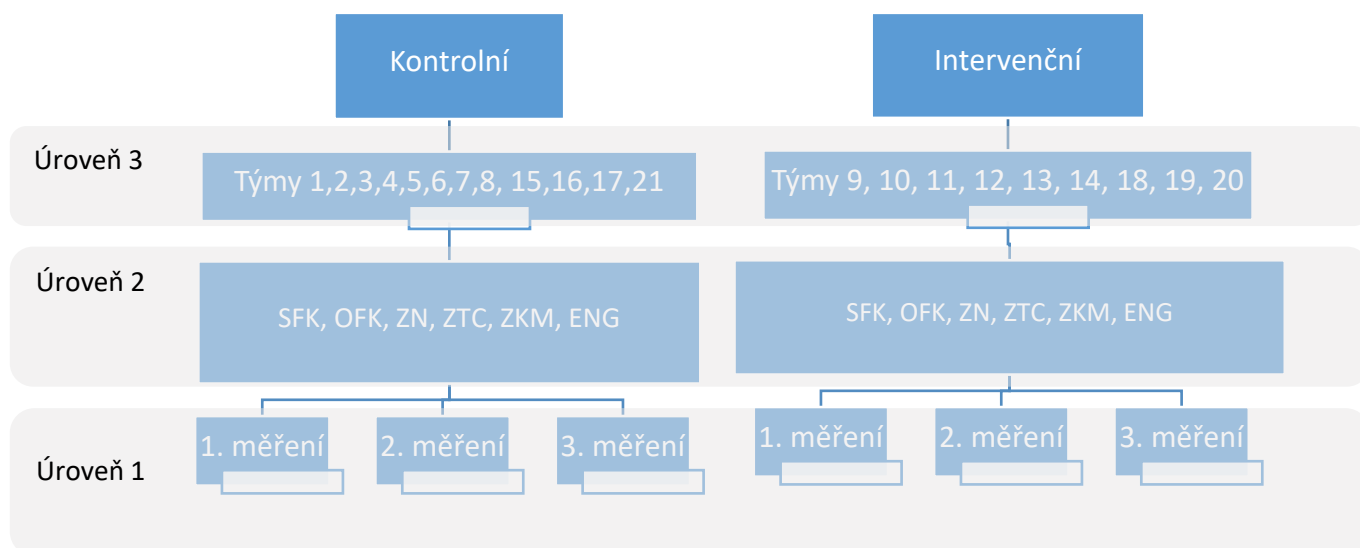 Kontrolní
Intervenční
Úroveň 3
Týmy 1,2,3,4,5,6,7,8, 15,16,17,21
Týmy 9, 10, 11, 12, 13, 14, 18, 19, 20
Úroveň 2
SFK, OFK, ZN, ZTC, ZKM, ENG
SFK, OFK, ZN, ZTC, ZKM, ENG
Úroveň 1
1. měření
2. měření
3. měření
1. měření
2. měření
3. měření